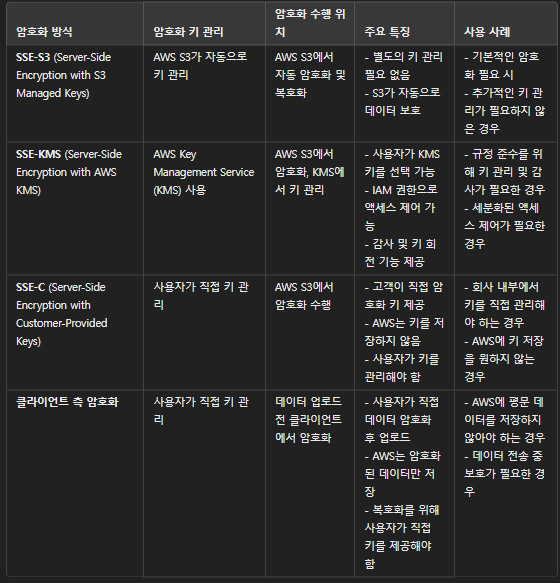 암호화 방식
암호화 키 관리
암호화 수행 위
치
주요 특징
사용 사례
SSE-S3 (Server-Side
Encryption with S3
Managed Keys)
AWS S3가 자동으로
키 관리
AWS S3에서
자동 암호화 및
복호화
- 별도의 키 관리
필요 없음
- S3가 자동으로
데이터 보호
- 기본적인 암호
화 필요 시
- 추가적인 키 관
리가 필요하지 않
은 경우
SSE-KMS (Server-Side
Encryption with AWS
KMS)
AWS Key
Management Service
(KMS) 사용
AWS S3에서
암호화, KMS에
서 키 관리
- 사용자가 KMS
키를 선택 가능
- IAM 권한으로
액세스 제어 가
능
- 감사 및 키 회
전 기능 제공
- 규정 준수를 위
해 키 관리 및 감
사가 필요한 경우
- 세분화된 액세
스 제어가 필요한
경우
SSE-C (Server-Side
Encryption with
Customer-Provided
Keys)
사용자가 직접 키 관
리
AWS S3에서
암호화 수행
- 고객이 직접 암
호화 키 제공
- AWS는 키를 저
장하지 않음
- 사용자가 키를
관리해야 함
- 회사 내부에서
키를 직접 관리해
야 하는 경우
- AWS에 키 저장
을 원하지 않는
경우
클라이언트 측 암호화
사용자가 직접 키 관
리
데이터 업로드
전 클라이언트
에서 암호화
- 사용자가 직접
데이터 암호화
후 업로드
- AWS는 암호화
된 데이터만 저
장
- 복호화를 위해
사용자가 직접
키를 제공해야
함
- AWS에 평문 데
이터를 저장하지
않아야 하는 경우
- 데이터 전송 중
보호가 필요한 경
우